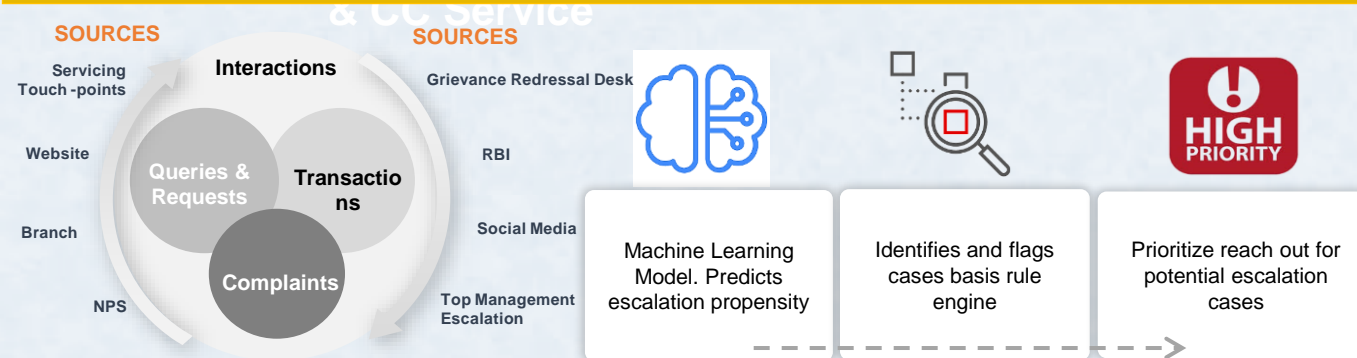 & CC Service
SOURCES
Servicing
Touch -points
Website
Branch
NPS
Interactions
Queries &
Requests
Transactio
ns
Complaints
SOURCES
Grievance Redressal Desk
RBI
Social Media
Top Management
Escalation
Machine Learning
Model. Predicts
escalation propensity
Identifies and flags
cases basis rule
engine
HIGH
PRIORITY
Prioritize reach out for
potential escalation
cases